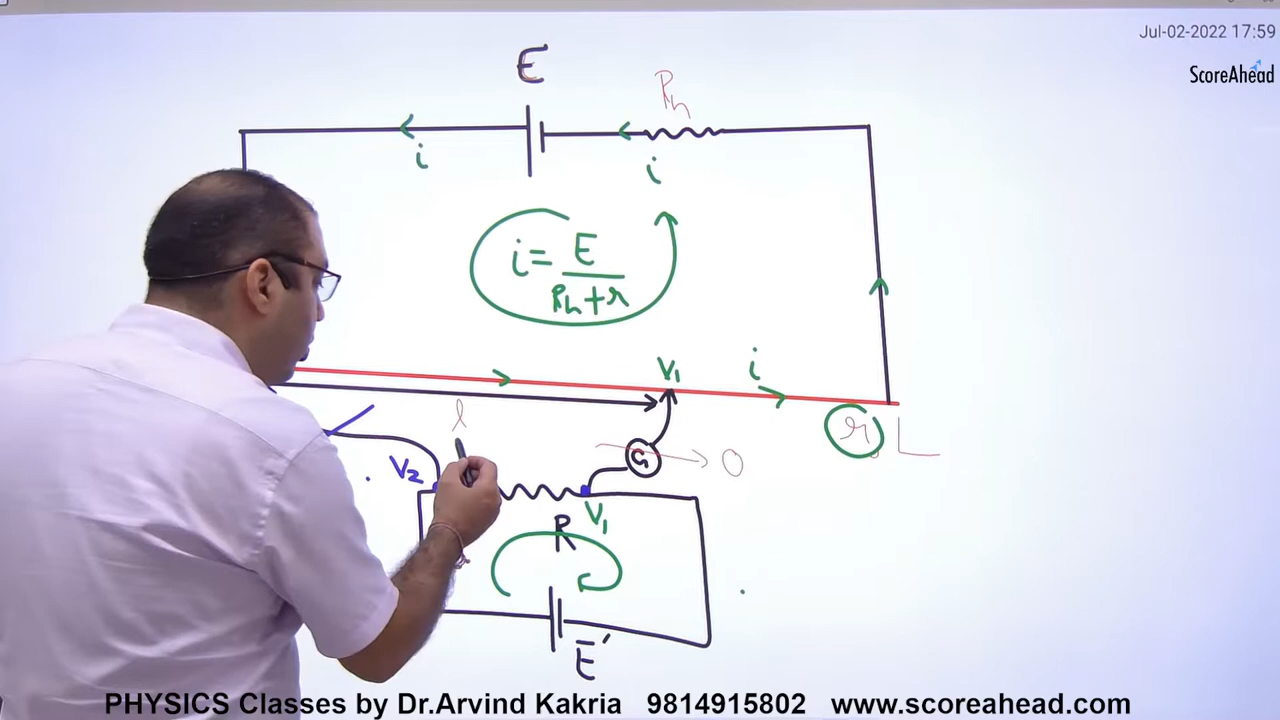 Jul-02-2022 17:59
ScoreAhead
E
Rh
i
i
i = E
Rh+r
V1
i
l
r, L
G
0
V2
V1
R
E'
PHYSICS Classes by Dr.Arvind Kakria 9814915802 www.scoreahead.com